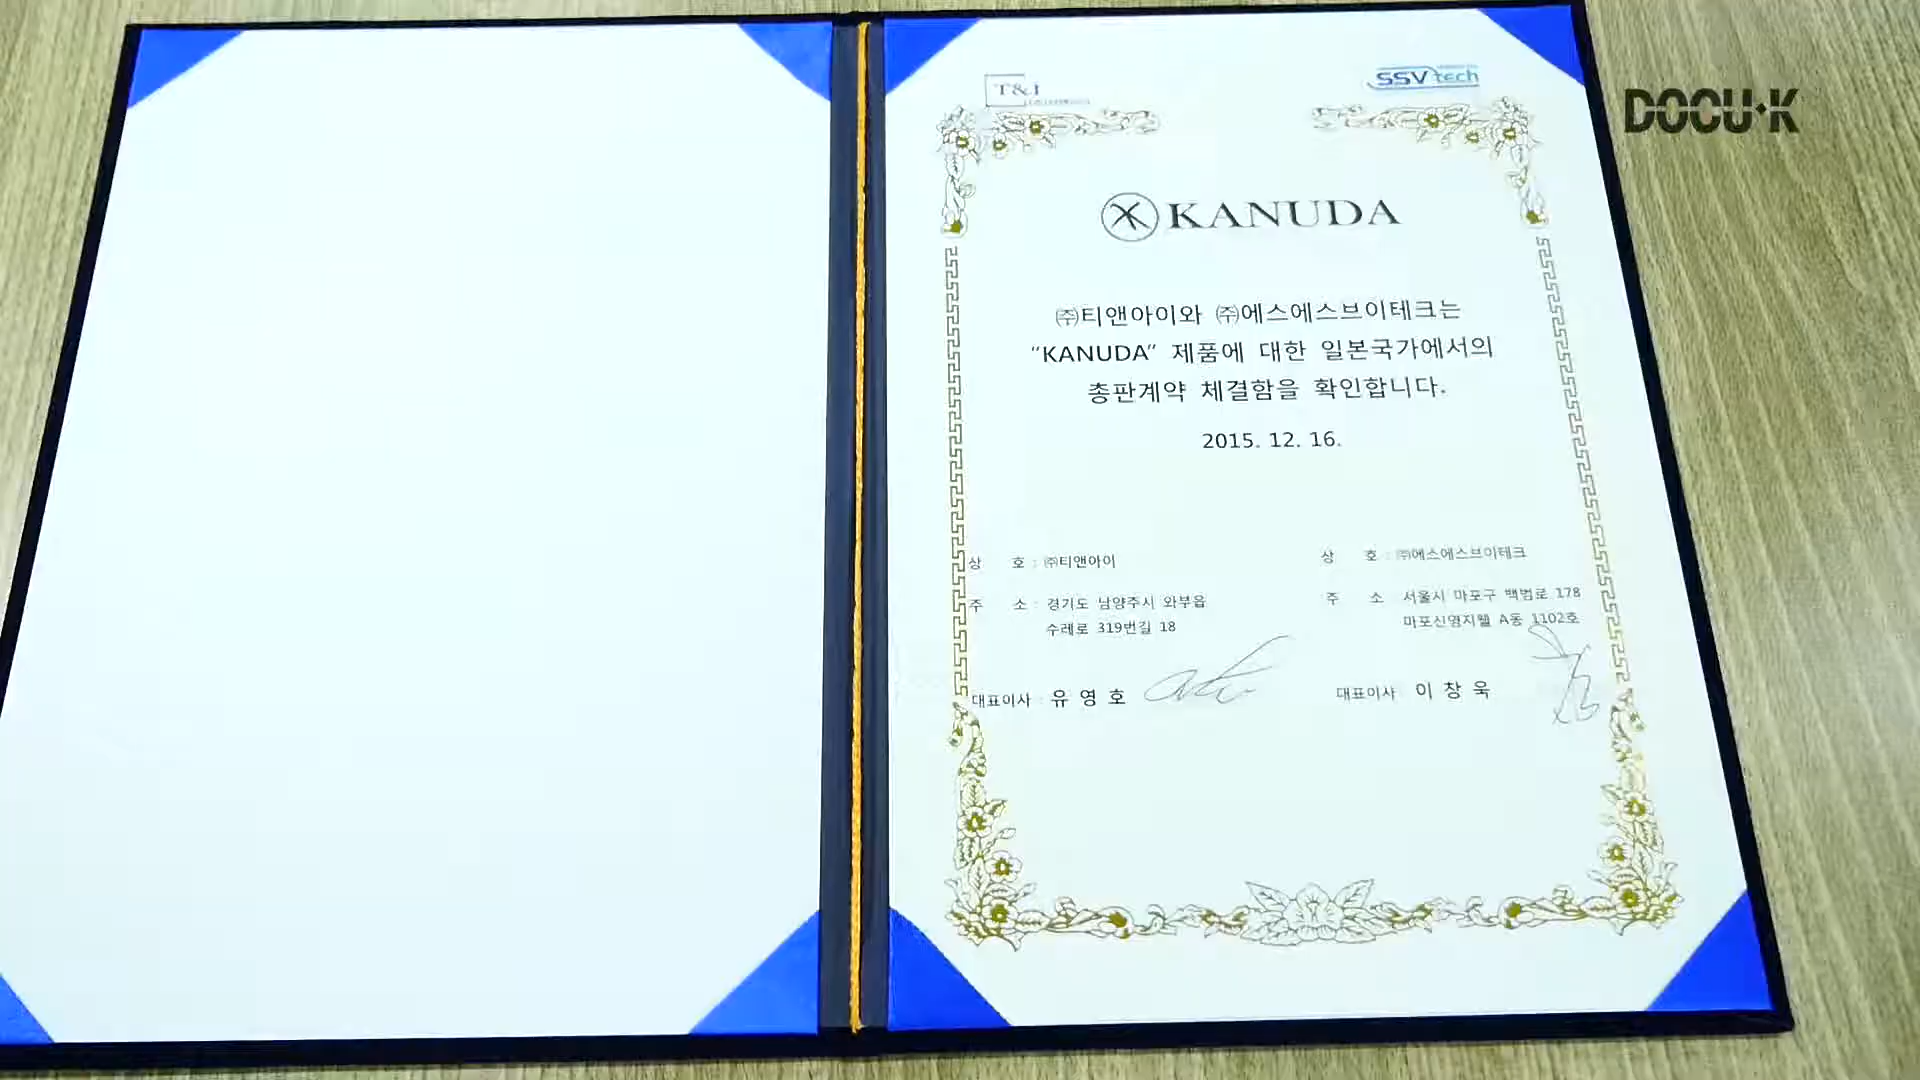 T&I
SSV tech
DOCU·K
KANUDA
㈜티앤아이와 ㈜에스에스브이테크는
“KANUDA” 제품에 대한 일본국가에서의
총판계약 체결함을 확인합니다.
2015. 12. 16.
상 호 : ㈜티앤아이
주 소 : 경기도 남양주시 와부읍
수레로 319번길 18
대표이사 : 유 영 호
상 호 : ㈜에스에스브이테크
주 소 : 서울시 마포구 백범로 178
마포신영지웰 A동 1102호
대표이사 : 이 창 욱